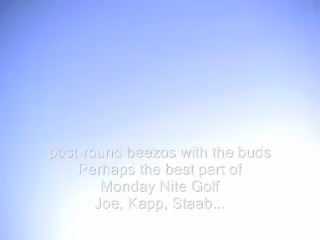 post-round beezos with the buds
Perhaps the best part of
Monday Nite Golf
Joe, Kapp, Staab...